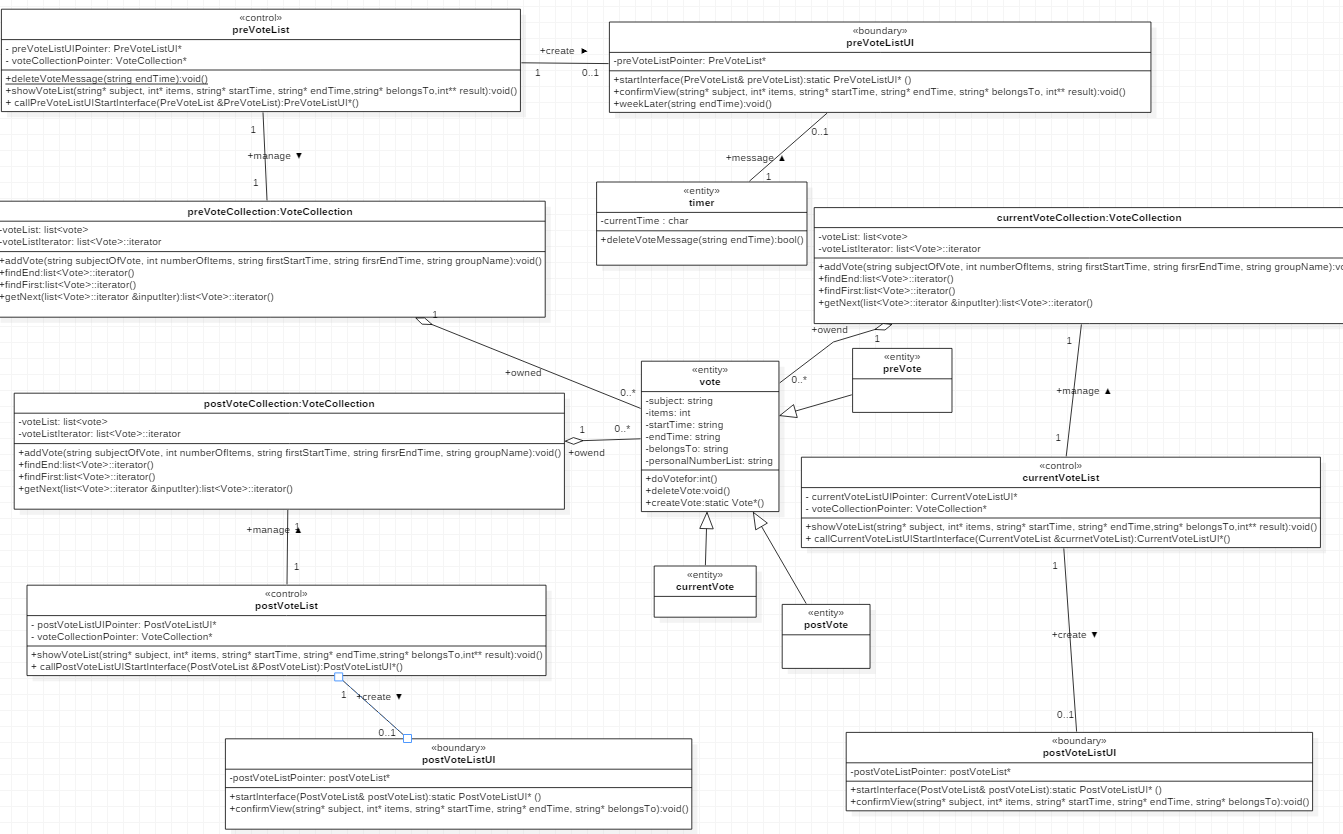 «control»
preVoteList
- preVoteListUIPointer: PreVoteListUI*
- voteCollectionPointer: VoteCollection*
+deleteVoteMessage(string endTime):void()
+showVoteList(string* subject, int* items, string* startTime, string* endTime,string* belongsTo,int** result):void()
+ callPreVoteListUIStartInterface(PreVoteList &PreVoteList):PreVoteListUI*()
+create ►
1
0..1
«boundary»
preVoteListUI
-preVoteListPointer: PreVoteList*
+startInterface(PreVoteList& preVoteList):static PreVoteListUI* ()
+confirmView(string* subject, int* items, string* startTime, string* endTime, string* belongsTo, int** result):void()
+weekLater(string endTime):void()
1
+manage ▼
1
0..1
+message ▲
1
«entity»
timer
-currentTime : char
+deleteVoteMessage(string endTime):bool()
preVoteCollection:VoteCollection
-voteList: list<vote>
-voteListIterator: list<Vote>::iterator
+addVote(string subjectOfVote, int numberOfItems, string firstStartTime, string firsrEndTime, string groupName):void()
+findEnd:list<Vote>::iterator()
+findFirst:list<Vote>::iterator()
+getNext(list<Vote>::iterator &inputIter):list<Vote>::iterator()
currentVoteCollection:VoteCollection
-voteList: list<vote>
-voteListIterator: list<Vote>::iterator
+addVote(string subjectOfVote, int numberOfItems, string firstStartTime, string firsrEndTime, string groupName):vo
+findEnd:list<Vote>::iterator()
+findFirst:list<Vote>::iterator()
+getNext(list<Vote>::iterator &inputIter):list<Vote>::iterator()
1
+owned
0..*
+owend
1
0..*
«entity»
preVote
1
+manage ▲
1
«entity»
vote
-subject: string
-items: int
-startTime: string
-endTime: string
-belongsTo: string
-personalNumberList: string
+doVotefor:int()
+deleteVote:void()
+createVote:static Vote*()
postVoteCollection:VoteCollection
-voteList: list<vote>
-voteListIterator: list<Vote>::iterator
+addVote(string subjectOfVote, int numberOfItems, string firstStartTime, string firsrEndTime, string groupName):void()
+findEnd:list<Vote>::iterator()
+findFirst:list<Vote>::iterator()
+getNext(list<Vote>::iterator &inputIter):list<Vote>::iterator()
1
0..*
+owend
«control»
currentVoteList
- currentVoteListUIPointer: CurrentVoteListUI*
- voteCollectionPointer: VoteCollection*
+showVoteList(string* subject, int* items, string* startTime, string* endTime,string* belongsTo,int** result):void()
+ callCurrentVoteListUIStartInterface(CurrentVoteList &currnetVoteList):CurrentVoteListUI*()
+manage ▲
1
1
«entity»
currentVote
«entity»
postVote
«control»
postVoteList
- postVoteListUIPointer: PostVoteListUI*
- voteCollectionPointer: VoteCollection*
+showVoteList(string* subject, int* items, string* startTime, string* endTime,string* belongsTo,int** result):void()
+ callPostVoteListUIStartInterface(PostVoteList &PostVoteList):PostVoteListUI*()
1
+create ▼
0..1
1
+create ▼
0..1
«boundary»
postVoteListUI
-postVoteListPointer: postVoteList*
+startInterface(PostVoteList& postVoteList):static PostVoteListUI* ()
+confirmView(string* subject, int* items, string* startTime, string* endTime, string* belongsTo):void()
«boundary»
postVoteListUI
-postVoteListPointer: postVoteList*
+startInterface(PostVoteList& postVoteList):static PostVoteListUI* ()
+confirmView(string* subject, int* items, string* startTime, string* endTime, string* belongsTo):void()